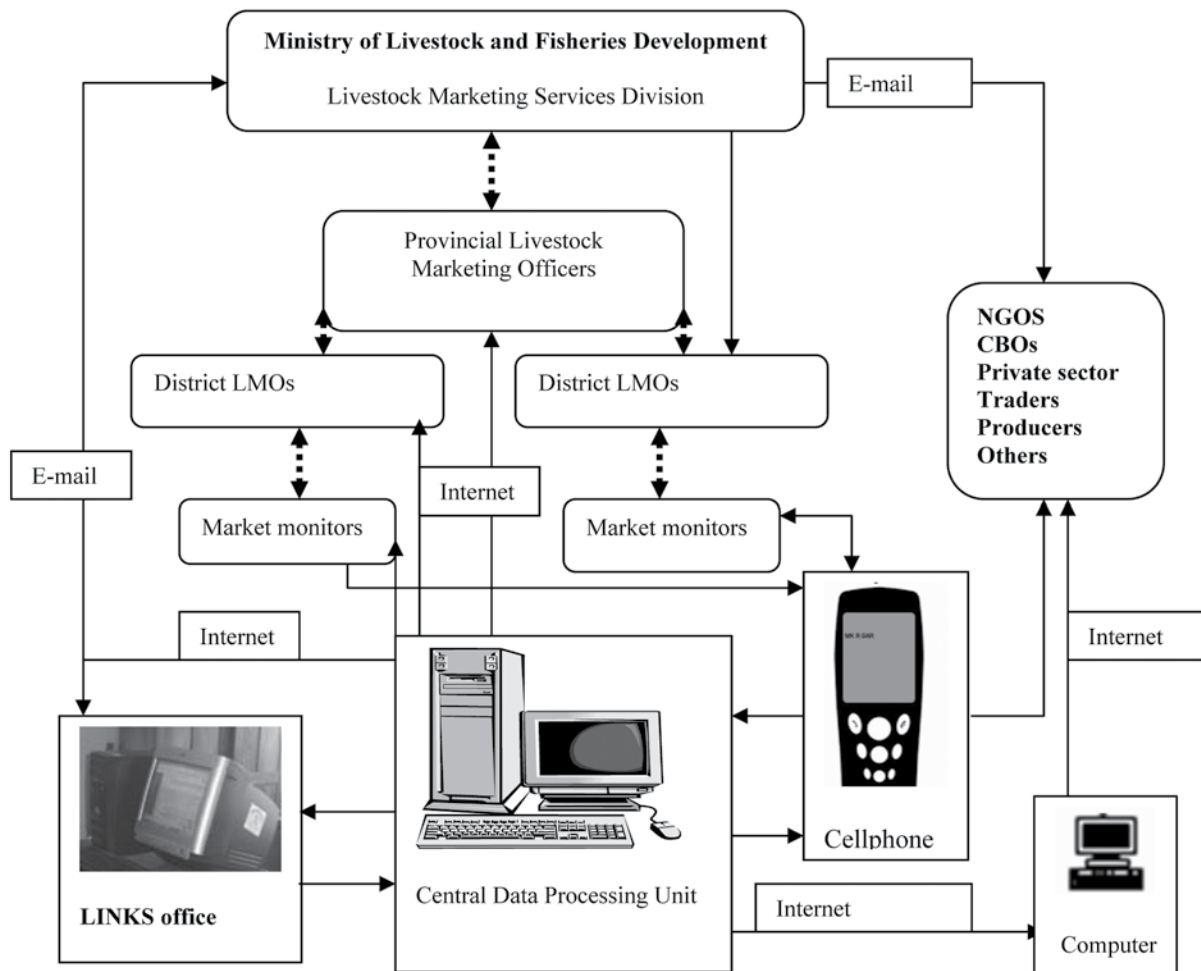 Ministry of Livestock and Fisheries Development
Livestock Marketing Services Division
E-mail
Provincial Livestock
Marketing Officers
NGOS
CBOs
Private sector
Traders
Producers
Others
District LMOs
District LMOs
E-mail
Internet
Market monitors
Market monitors
Internet
Internet
Cellphone
LINKS office
Central Data Processing Unit
Internet
Computer